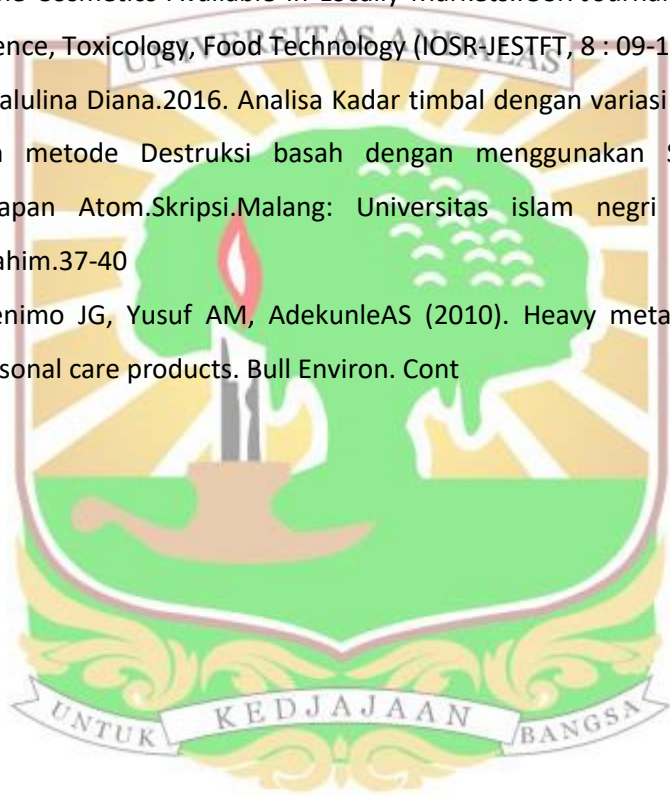 Cosmetics Available in Locally Markets.IOSR Journal
ence, Toxicology, Food Technology (IOSR-JESTFT, 8 : 09-1
UNIVERSITAS ANDALAS
alulina Diana.2016. Analisa Kadar timbal dengan variasi
metode Destruksi basah dengan menggunakan S
apan Atom.Skripsi.Malang: Universitas islam negri
ahim.37-40
enimo JG, Yusuf AM, AdekunleAS (2010). Heavy meta
sonal care products. Bull Environ. Cont
UNTUK KEDJAJAAN BANGSA